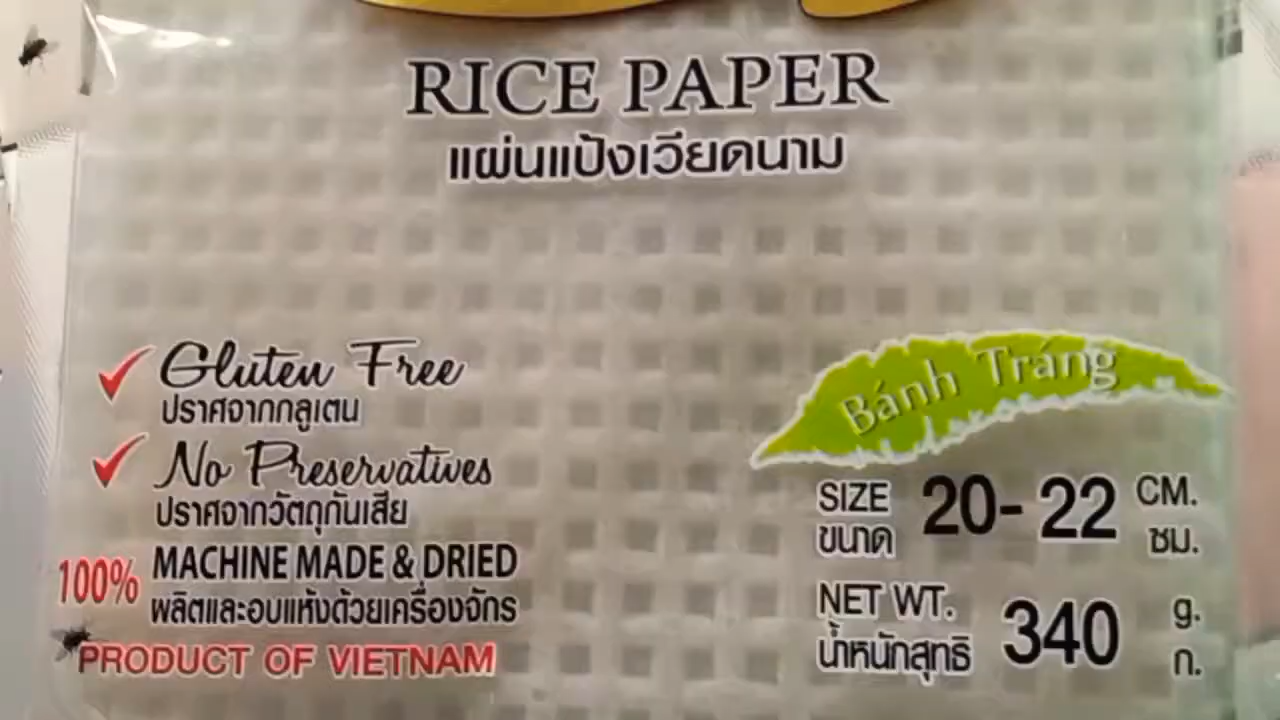 RICE PAPER
แผ่นแป้งเวียดนาม
Gluten Free
ปราศจากกลูเตน
No Preservatives
ปราศจากวัตถุกันเสีย
100% MACHINE MADE & DRIED
ผลิตและอบแห้งด้วยเครื่องจักร
PRODUCT OF VIETNAM
Bánh Tráng
SIZE 20-22 CM.
ขนาด ซม.
NET WT. 340 g.
น้ำหนักสุทธิ ก.